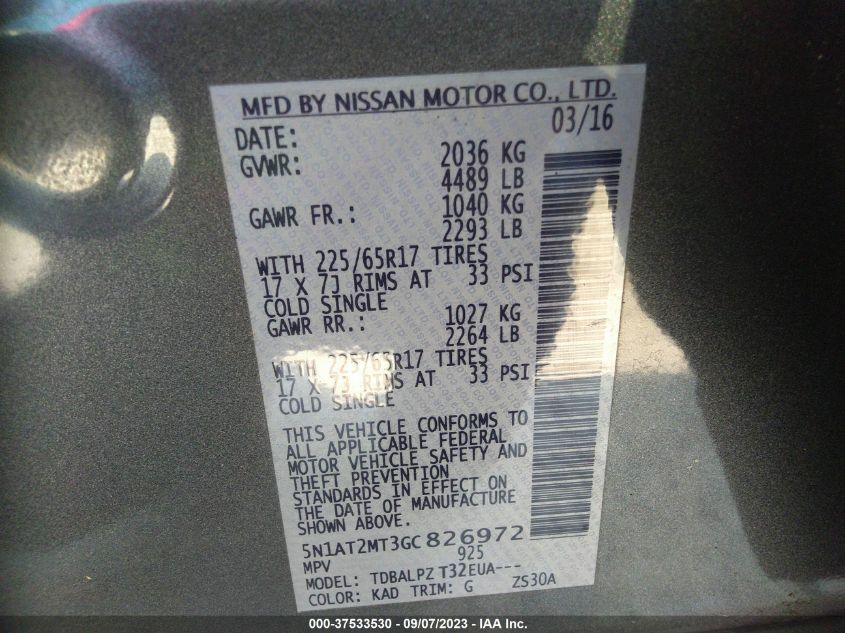 MFD BY NISSAN MOTOR CO., LTD.
DATE: 03/16
GVWR: 2036 KG
4489 LB
GAWR FR.: 1040 KG
2293 LB
WITH 225/65R17 TIRES
17 X 7J RIMS AT 33 PSI
COLD SINGLE
GAWR RR.: 1027 KG
2264 LB
WITH 225/65R17 TIRES
17 X 7J RIMS AT 33 PSI
COLD SINGLE
THIS VEHICLE CONFORMS TO
ALL APPLICABLE FEDERAL
MOTOR VEHICLE SAFETY AND
THEFT PREVENTION
STANDARDS IN EFFECT ON
THE DATE OF MANUFACTURE
SHOWN ABOVE.
5N1AT2MT3GC826972
MPV 925
MODEL: TDBALPZ T32EUA---
COLOR: KAD TRIM: G ZS30A
000-37533530 - 09/07/2023 - IAA Inc.